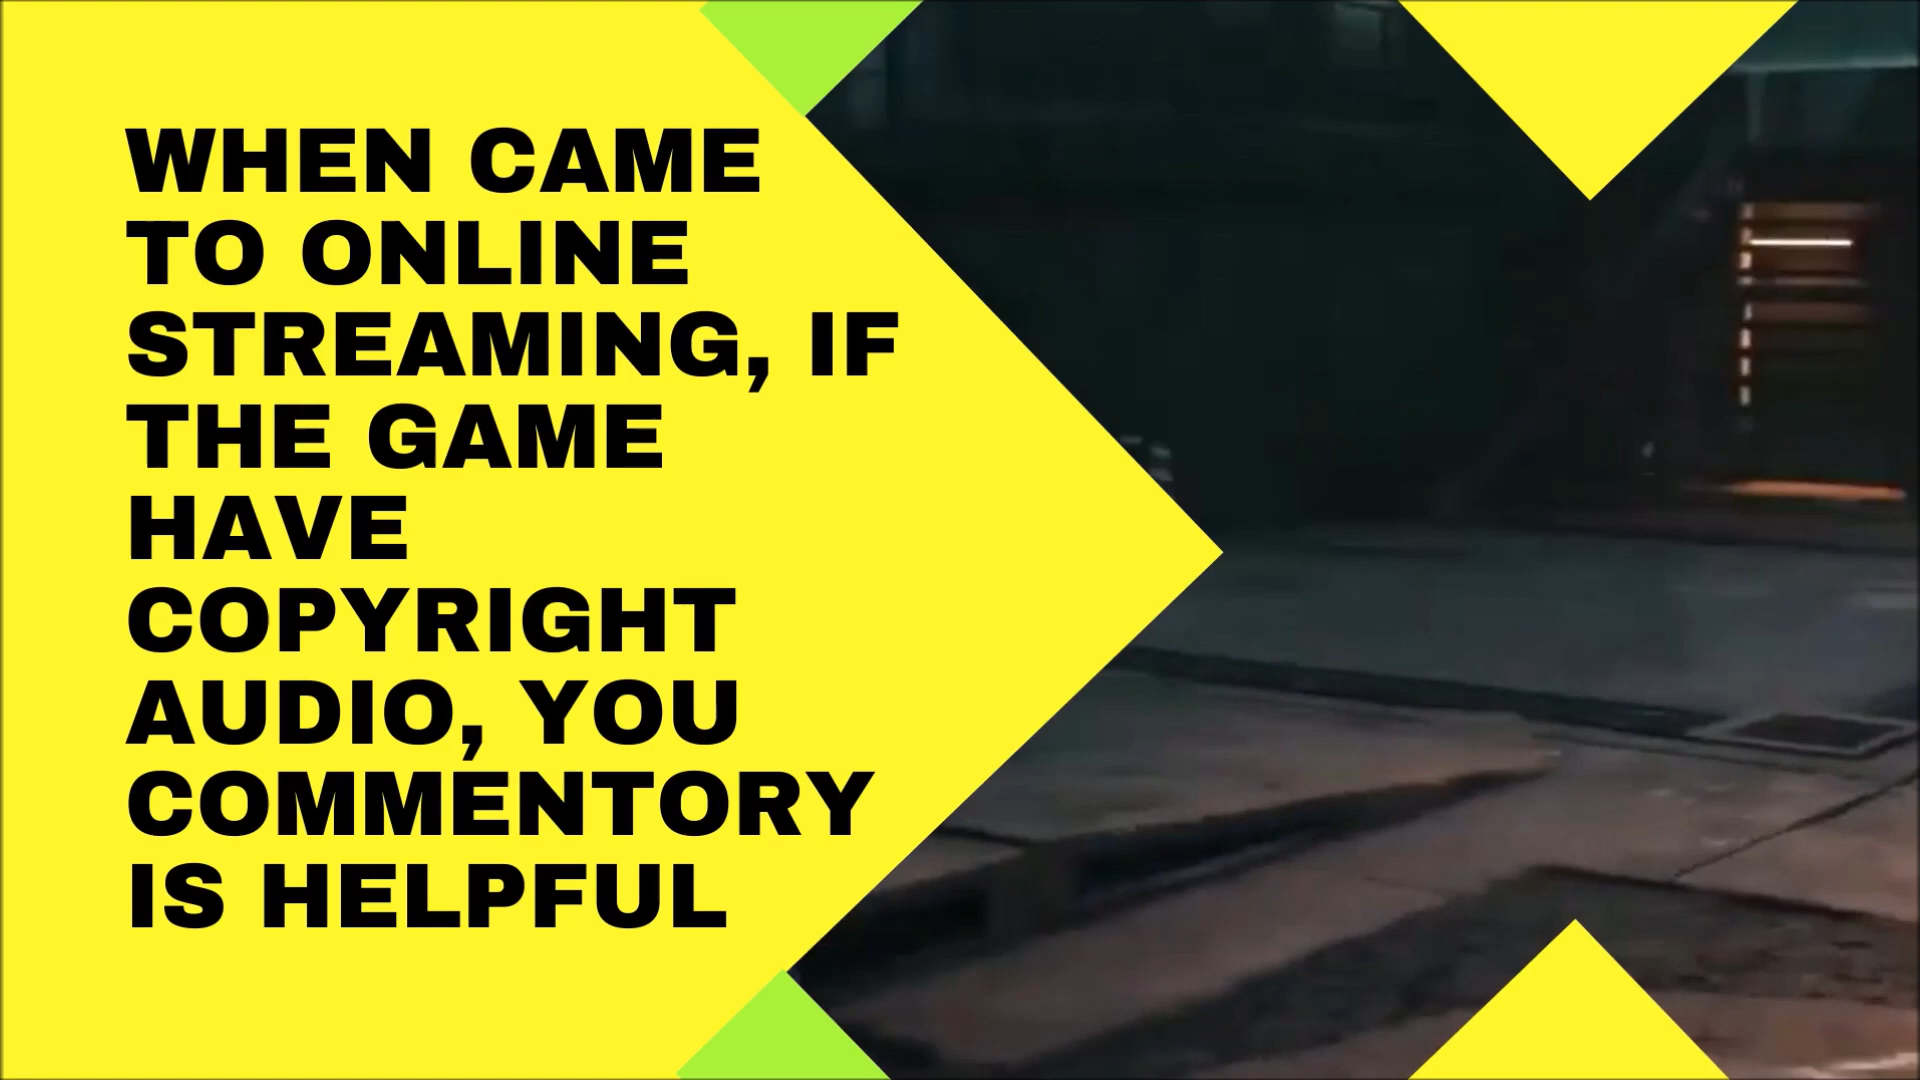 WHEN CAME
TO ONLINE
STREAMING, IF
THE GAME
HAVE
COPYRIGHT
AUDIO, YOU
COMMENTORY
IS HELPFUL